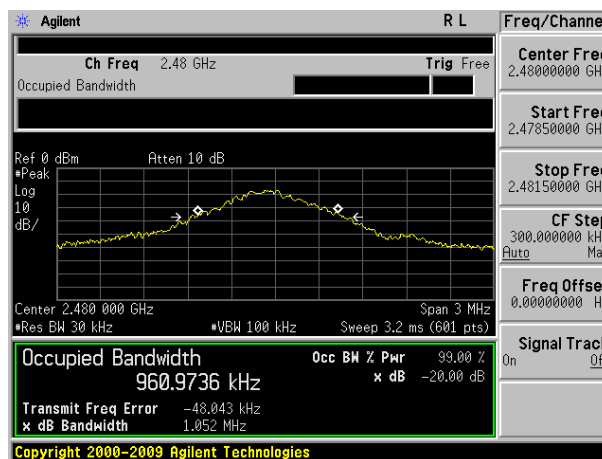 Agilent R L Freq/Channe
Ch Freq 2.48 GHz Trig Free
Occupied Bandwidth
Center Fre
2.48000000 GH
Start Fre
2.47850000 GH
Stop Fre
2.48150000 GH
CF Step
300.000000 kH
Auto Ma
Freq Offse
0.00000000 H
Signal Trac
On Of
Ref 0 dBm Atten 10 dB
#Peak
Log
10
dB/
Center 2.480 000 GHz Span 3 MHz
#Res BW 30 kHz #VBW 100 kHz Sweep 3.2 ms (601 pts)
Occupied Bandwidth Occ BW % Pwr 99.00 %
960.9736 kHz x dB -20.00 dB
Transmit Freq Error -48.043 kHz
x dB Bandwidth 1.052 MHz
Copyright 2000-2009 Agilent Technologies